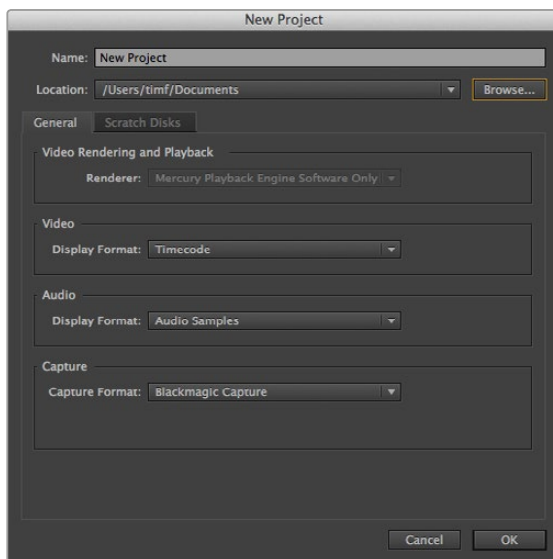 New Project
Name: New Project
Location: /Users/timf/Documents Browse...
General Scratch Disks
Video Rendering and Playback
Renderer: Mercury Playback Engine Software Only
Video
Display Format: Timecode
Audio
Display Format: Audio Samples
Capture
Capture Format: Blackmagic Capture
Cancel OK